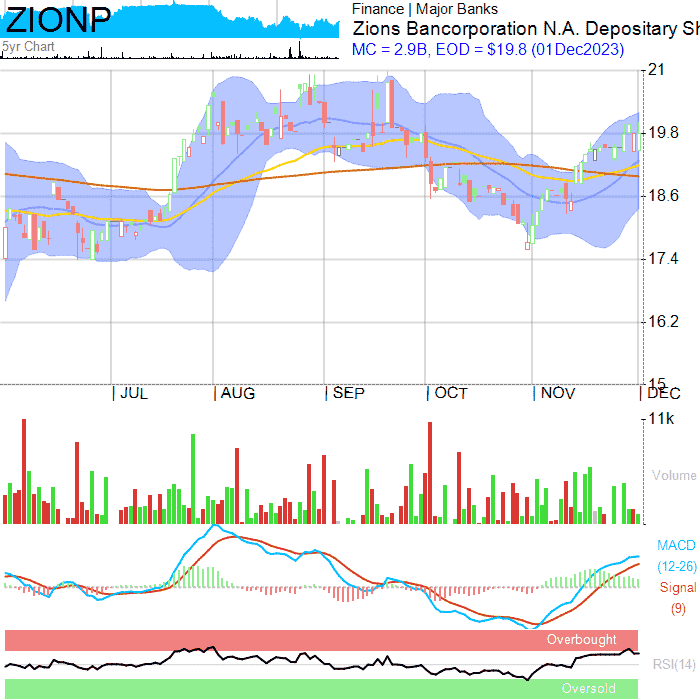 ZIONP
Finance | Major Banks
Zions Bancorporation N.A. Depositary Sh
MC = 2.9B, EOD = $19.8 (01Dec2023)
5yr Chart
21
19.8
18.6
17.4
16.2
15
JUL AUG SEP OCT NOV DEC
11k
Volume
MACD
(12-26)
Signal
(9)
Overbought
RSI(14)
Oversold